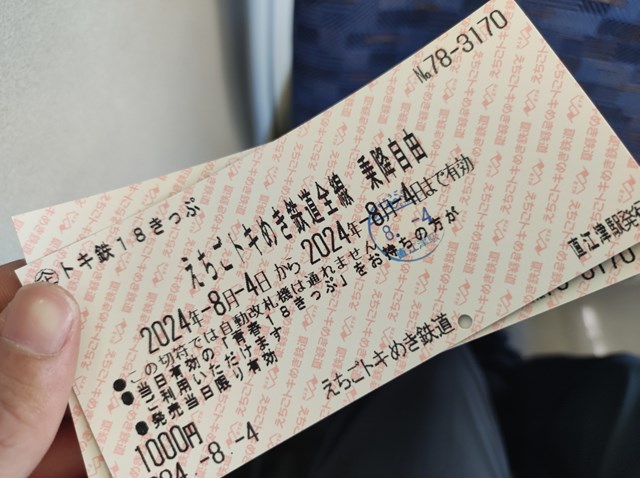 №78-3170
㋖トキ鉄18きっぷ
えちごトキめき鉄道全線 乗降自由
2024年-8月-4日から2024年-8月-4日まで有効
●この切符では自動改札機は通れません
●当日有効の「青春18きっぷ」をお持ちの方が
ご利用いただけます
●発売当日限り有効
1000円
えちごトキめき鉄道
024.-8.-4
直江津駅発行
8.-4
70-3170